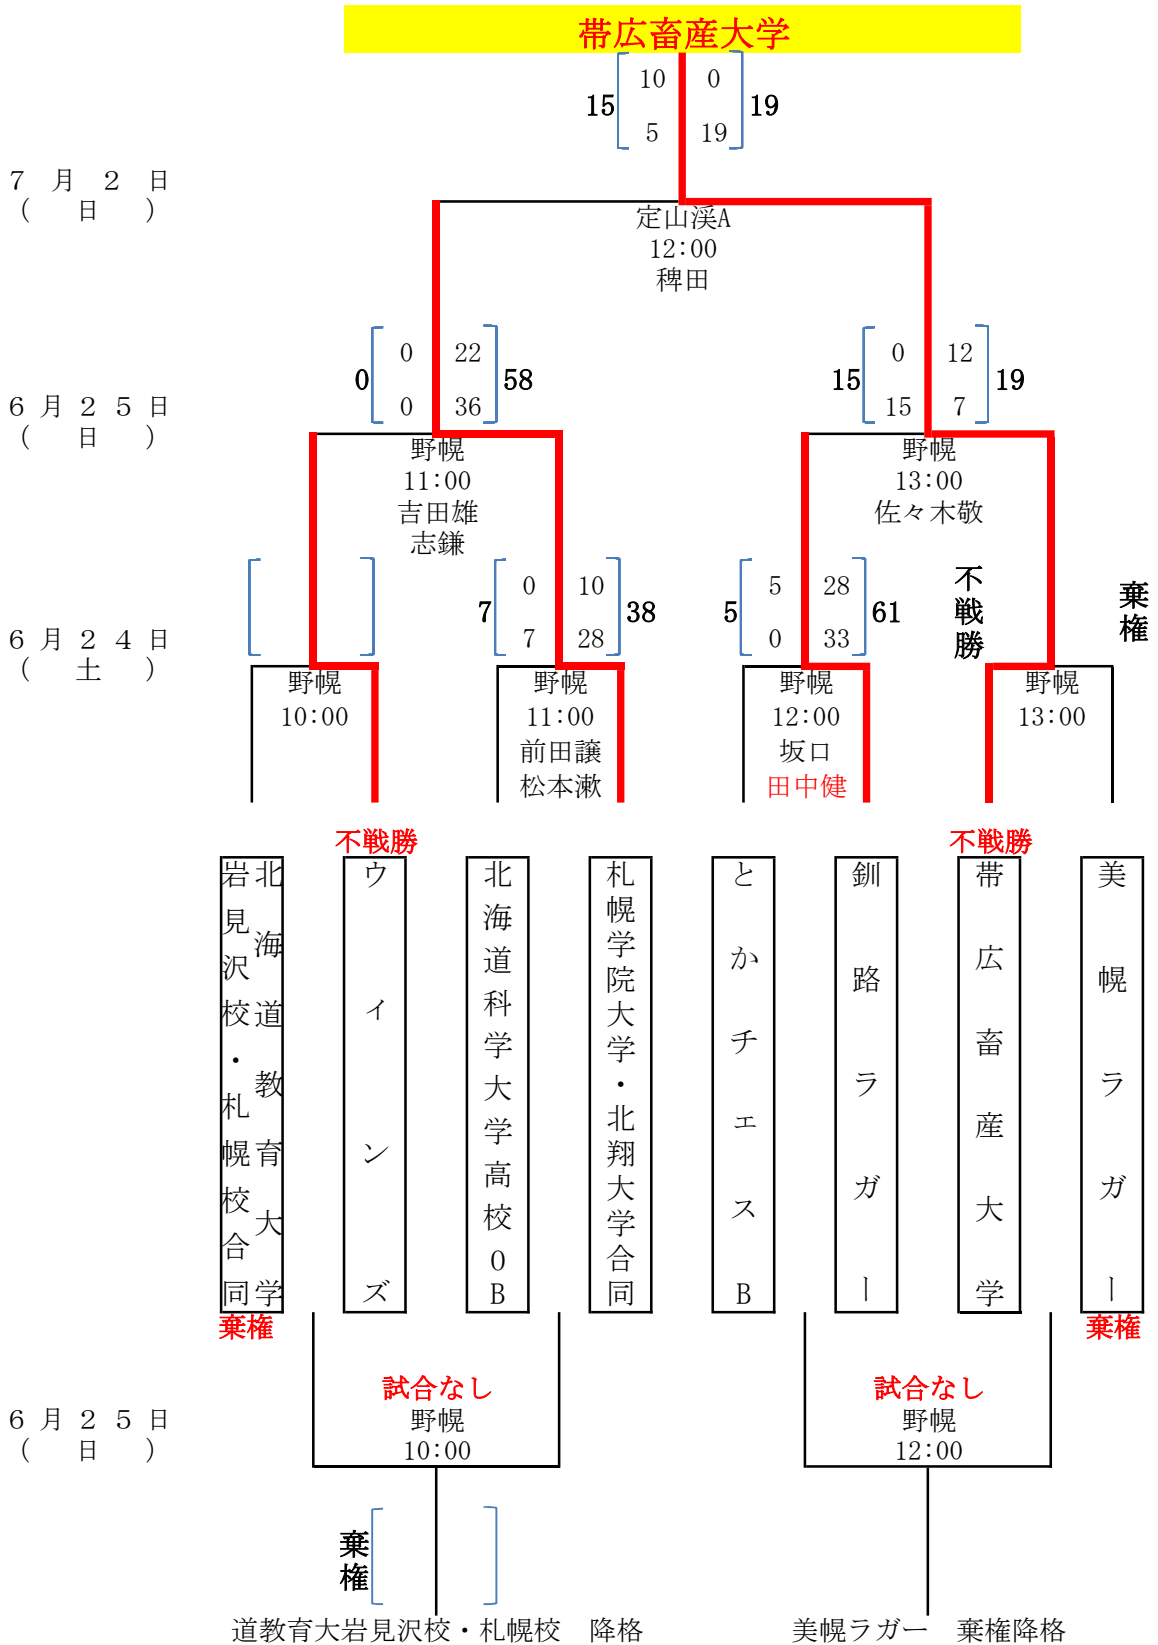 帯広畜産大学
10 0
15 19
5 19
7月2日
(日)
定山渓A
12:00
稗田
0 22
0 58
0 36
0 12
15 19
15 7
6月25日
(日)
野幌
11:00
吉田雄
志鎌
野幌
13:00
佐々木敬
0 10
7 38
7 28
5 28
5 61
0 33
不戦勝
棄権
6月24日
(土)
野幌
10:00
野幌
11:00
前田譲
松本漱
野幌
12:00
坂口
田中健
野幌
13:00
不戦勝
不戦勝
北海道教育大学
岩見沢校・札幌校合同
ウィンズ
北海道科学大学高校OB
札幌学院大学・北翔大学合同
とかチェスB
釧路ラガー
帯広畜産大学
美幌ラガー
棄権
棄権
6月25日
(日)
試合なし
野幌
10:00
試合なし
野幌
12:00
棄権
道教育大岩見沢校・札幌校 降格
美幌ラガー 棄権降格